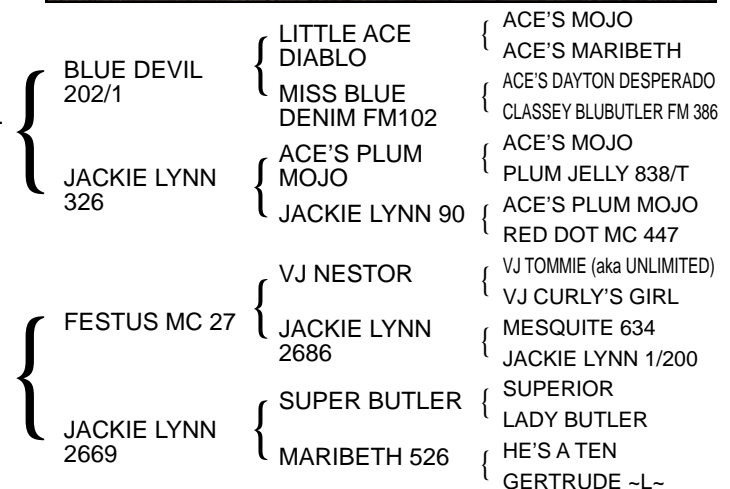 BLUE DEVIL
202/1
LITTLE ACE
DIABLO
ACE'S MOJO
ACE'S MARIBETH
MISS BLUE
DENIM FM102
ACE'S DAYTON DESPERADO
CLASSEY BLUBUTLER FM 386
JACKIE LYNN
326
ACE'S PLUM
MOJO
ACE'S MOJO
PLUM JELLY 838/T
JACKIE LYNN 90
ACE'S PLUM MOJO
RED DOT MC 447
FESTUS MC 27
VJ NESTOR
VJ TOMMIE (aka UNLIMITED)
VJ CURLY'S GIRL
JACKIE LYNN
2686
MESQUITE 634
JACKIE LYNN 1/200
JACKIE LYNN
2669
SUPER BUTLER
SUPERIOR
LADY BUTLER
MARIBETH 526
HE'S A TEN
GERTRUDE ~L~